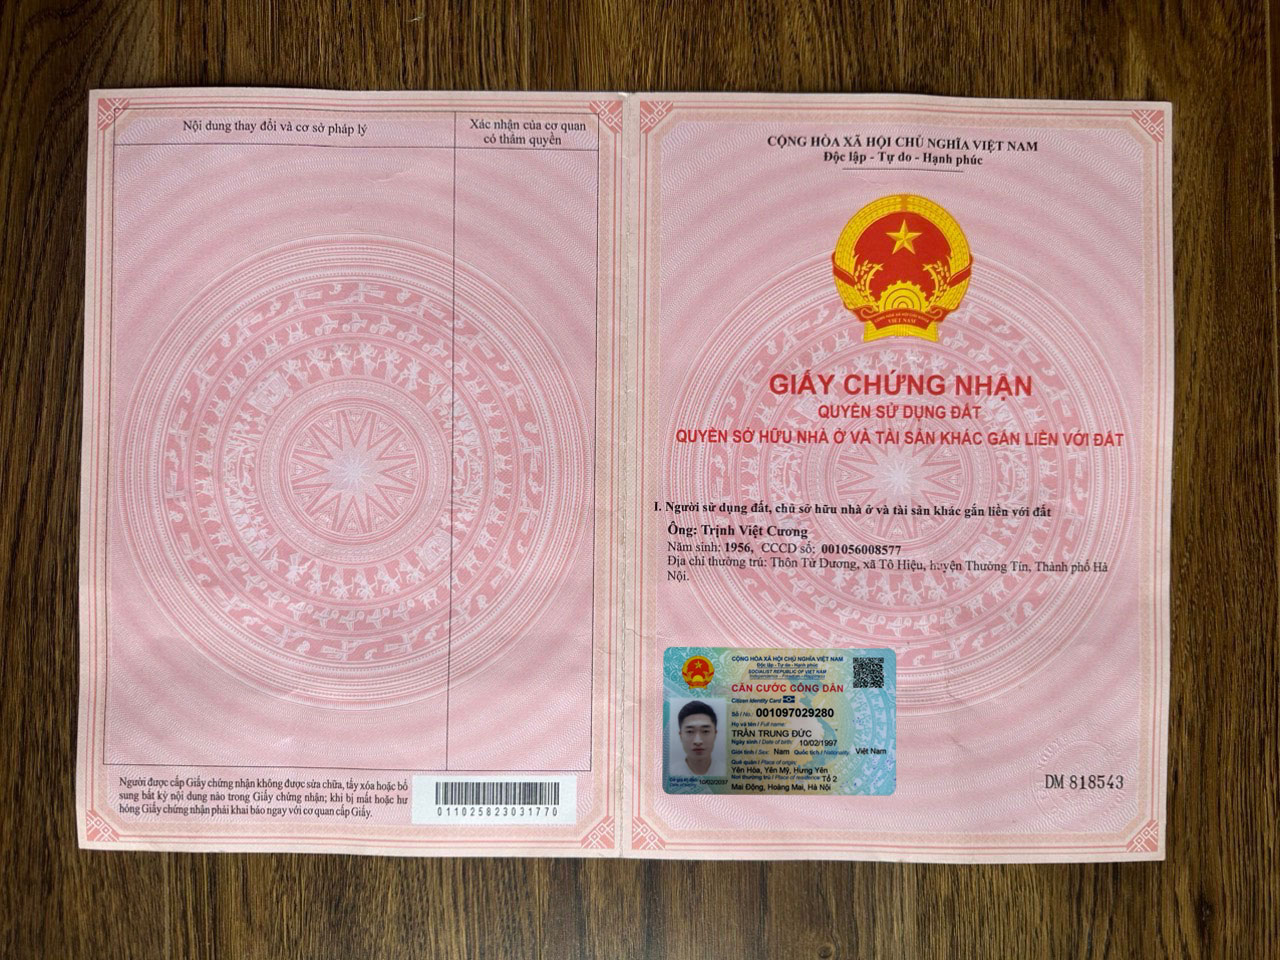 Nội dung thay đổi và cơ sở pháp lý
Xác nhận của cơ quan
có thẩm quyền
Người được cấp Giấy chứng nhận không được sửa chữa, tẩy xóa hoặc bổ
sung bất kỳ nội dung nào trong Giấy chứng nhận; khi bị mất hoặc hư
hỏng Giấy chứng nhận phải khai báo ngay với cơ quan cấp Giấy.
011025823031770
CỘNG HÒA XÃ HỘI CHỦ NGHĨA VIỆT NAM
Độc lập - Tự do - Hạnh phúc
VIỆT NAM
GIẤY CHỨNG NHẬN
QUYỀN SỬ DỤNG ĐẤT
QUYỀN SỞ HỮU NHÀ Ở VÀ TÀI SẢN KHÁC GẮN LIỀN VỚI ĐẤT
I. Người sử dụng đất, chủ sở hữu nhà ở và tài sản khác gắn liền với đất
Ông: Trịnh Việt Cương
Năm sinh: 1956, CCCD số: 001056008577
Địa chỉ thường trú: Thôn Tử Dương, xã Tô Hiệu, huyện Thường Tín, Thành phố Hà
Nội.
CỘNG HÒA XÃ HỘI CHỦ NGHĨA VIỆT NAM
Độc lập - Tự do - Hạnh phúc
SOCIALIST REPUBLIC OF VIET NAM
Independence - Freedom - Happiness
CĂN CƯỚC CÔNG DÂN
Citizen Identity Card
Số / No.: 001097029280
Họ và tên / Full name:
TRẦN TRUNG ĐỨC
Ngày sinh / Date of birth: 10/02/1997
Giới tính / Sex: Nam Quốc tịch / Nationality: Việt Nam
Quê quán / Place of origin:
Yên Hòa, Yên Mỹ, Hưng Yên
Nơi thường trú / Place of residence: Tổ 2
Mai Động, Hoàng Mai, Hà Nội
Có giá trị đến: 10/02/2037
DM 818543